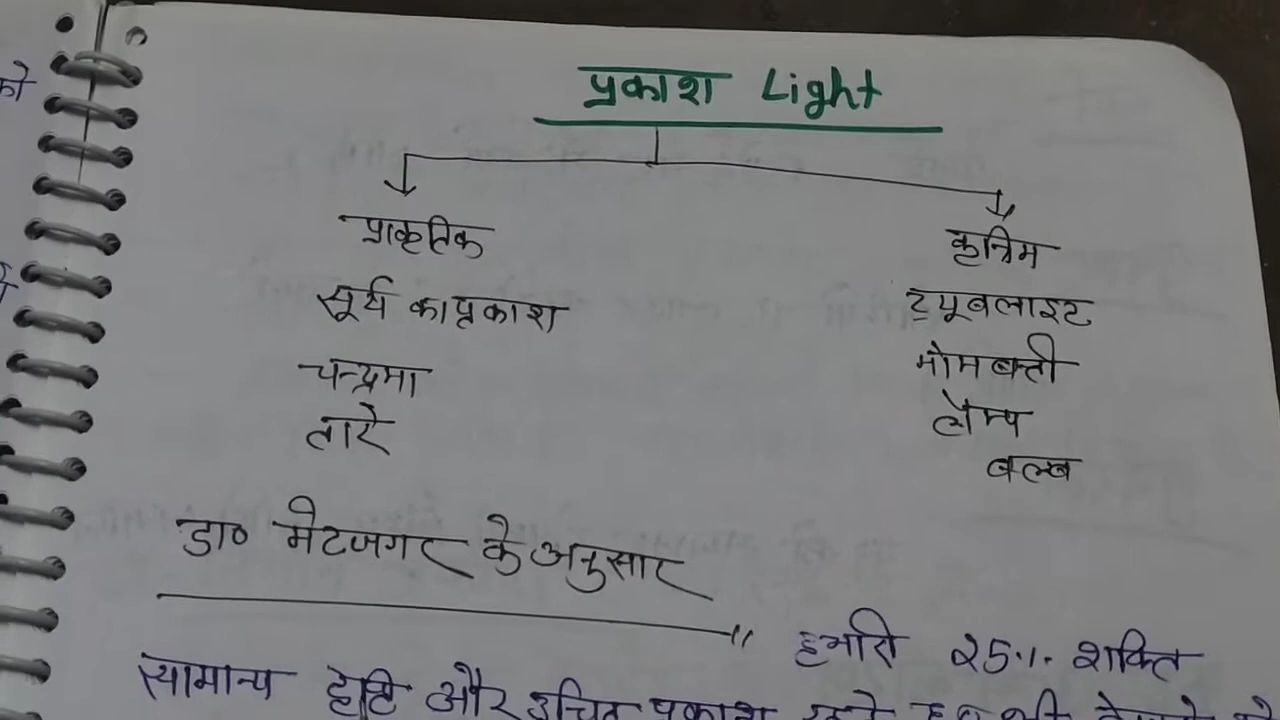 को
प्रकाश Light
प्राकृतिक
सूर्य का प्रकाश
चन्द्रमा
तारे
कृत्रिम
ट्यूबलाइट
मोमबत्ती
लैम्प
बल्ब
डा० मेटजगर के अनुसार
हमारी 25% शक्ति
सामान्य दृष्टि और उचित प्रकाश